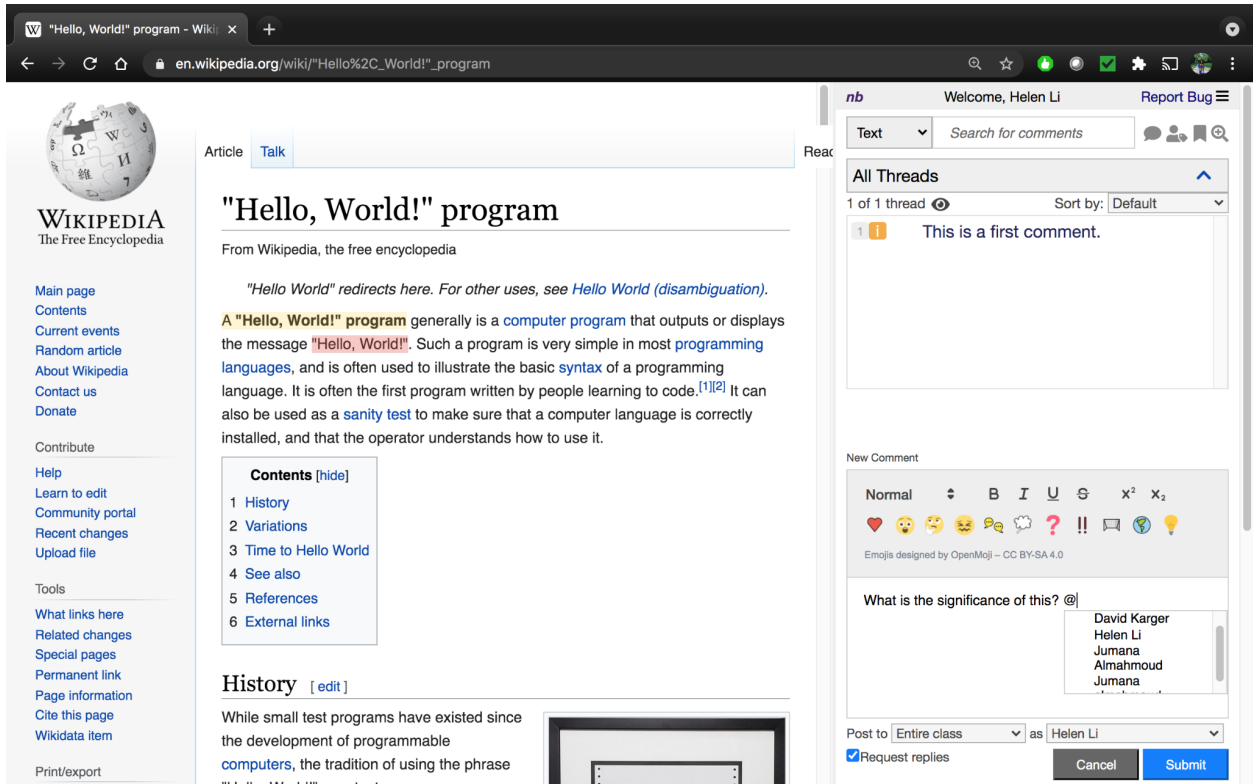 "Hello, World!" program - Wiki
en.wikipedia.org/wiki/"Hello%2C_World!"_program
WIKIPEDIA
The Free Encyclopedia
Main page
Contents
Current events
Random article
About Wikipedia
Contact us
Donate
Contribute
Help
Learn to edit
Community portal
Recent changes
Upload file
Tools
What links here
Related changes
Special pages
Permanent link
Page information
Cite this page
Wikidata item
Print/export
Article Talk
Read
"Hello, World!" program
From Wikipedia, the free encyclopedia
"Hello World" redirects here. For other uses, see Hello World (disambiguation).
A "Hello, World!" program generally is a computer program that outputs or displays
the message "Hello, World!". Such a program is very simple in most programming
languages, and is often used to illustrate the basic syntax of a programming
language. It is often the first program written by people learning to code.[1][2] It can
also be used as a sanity test to make sure that a computer language is correctly
installed, and that the operator understands how to use it.
Contents [hide]
1 History
2 Variations
3 Time to Hello World
4 See also
5 References
6 External links
History [ edit ]
While small test programs have existed since
the development of programmable
computers, the tradition of using the phrase
nb Welcome, Helen Li Report Bug
Text Search for comments
All Threads
1 of 1 thread Sort by: Default
1 i This is a first comment.
New Comment
Normal B I U S x² x₂
Emojis designed by OpenMoji – CC BY-SA 4.0
What is the significance of this? @
David Karger
Helen Li
Jumana
Almahmoud
Jumana
Post to Entire class as Helen Li
Request replies
Cancel Submit